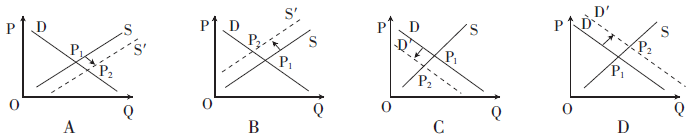 P D S S′ P₁ P₂ O Q
A
P D S′ S P₂ P₁ O Q
B
P D D′ S P₁ P₂ O Q
C
P D′ D S P₂ P₁ O Q
D